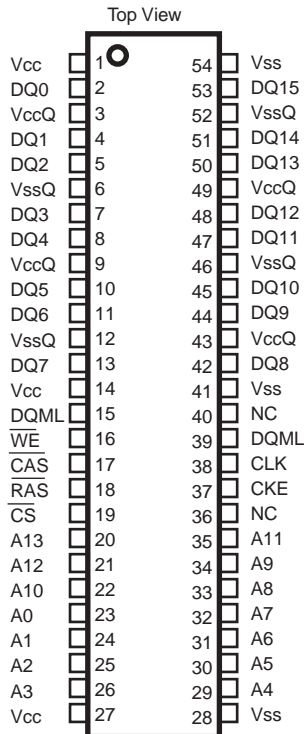 Top View
Vcc 1 54 Vss
DQ0 2 53 DQ15
VccQ 3 52 VssQ
DQ1 4 51 DQ14
DQ2 5 50 DQ13
VssQ 6 49 VccQ
DQ3 7 48 DQ12
DQ4 8 47 DQ11
VccQ 9 46 VssQ
DQ5 10 45 DQ10
DQ6 11 44 DQ9
VssQ 12 43 VccQ
DQ7 13 42 DQ8
Vcc 14 41 Vss
DQML 15 40 NC
WE 16 39 DQML
CAS 17 38 CLK
RAS 18 37 CKE
CS 19 36 NC
A13 20 35 A11
A12 21 34 A9
A10 22 33 A8
A0 23 32 A7
A1 24 31 A6
A2 25 30 A5
A3 26 29 A4
Vcc 27 28 Vss